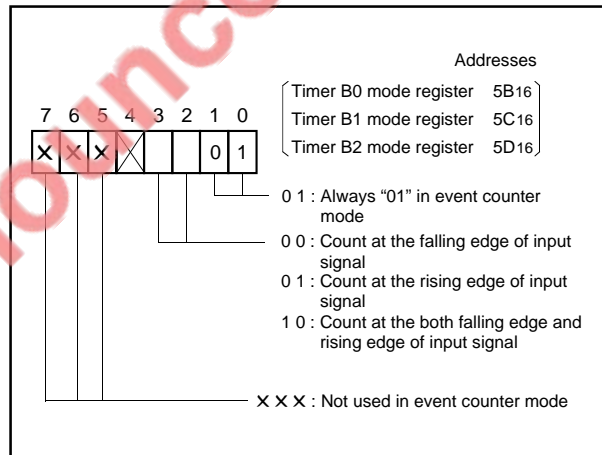 Addresses
Timer B0 mode register 5B16
Timer B1 mode register 5C16
Timer B2 mode register 5D16
7 6 5 4 3 2 1 0
× × × 0 1
0 1 : Always “01” in event counter
mode
0 0 : Count at the falling edge of input
signal
0 1 : Count at the rising edge of input
signal
1 0 : Count at the both falling edge and
rising edge of input signal
× × × : Not used in event counter mode
ounc